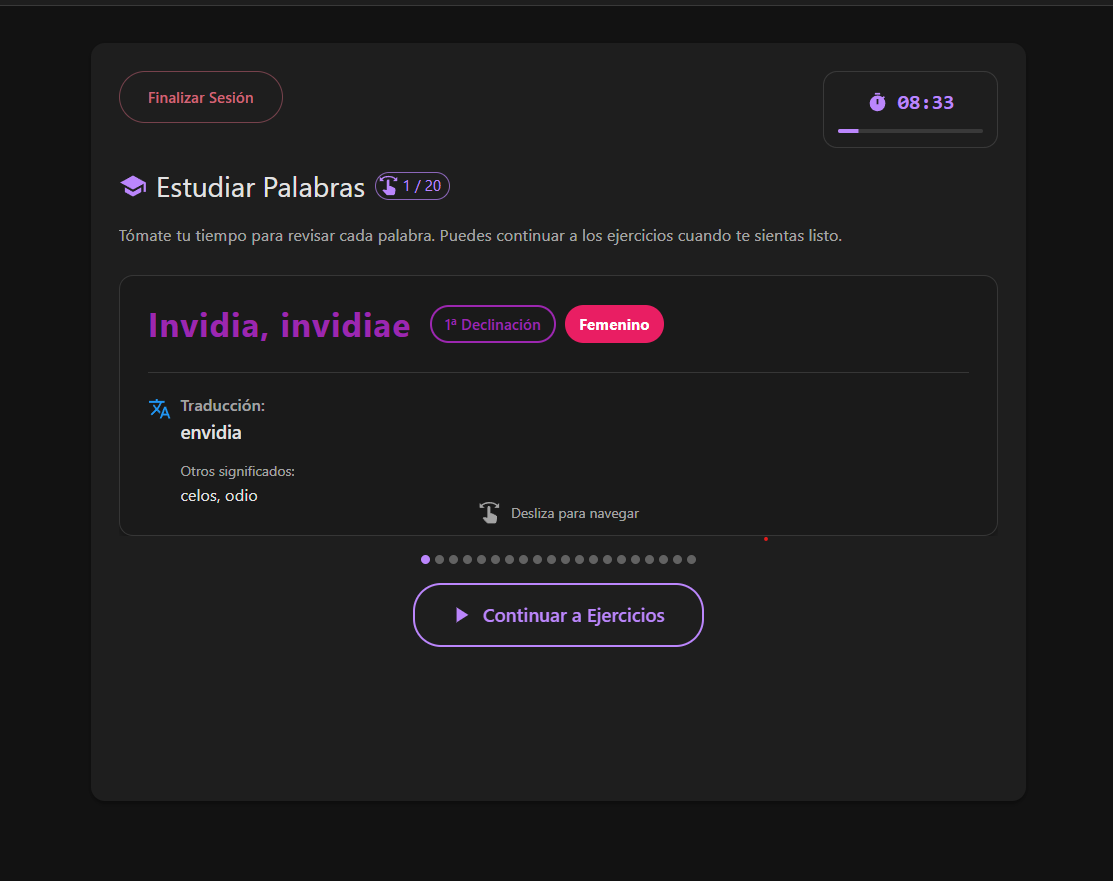 Finalizar Sesión
08:33
Estudiar Palabras 1 / 20
Tómate tu tiempo para revisar cada palabra. Puedes continuar a los ejercicios cuando te sientas listo.
Invidia, invidiae 1ª Declinación Femenino
Traducción:
envidia
Otros significados:
celos, odio
Desliza para navegar
Continuar a Ejercicios